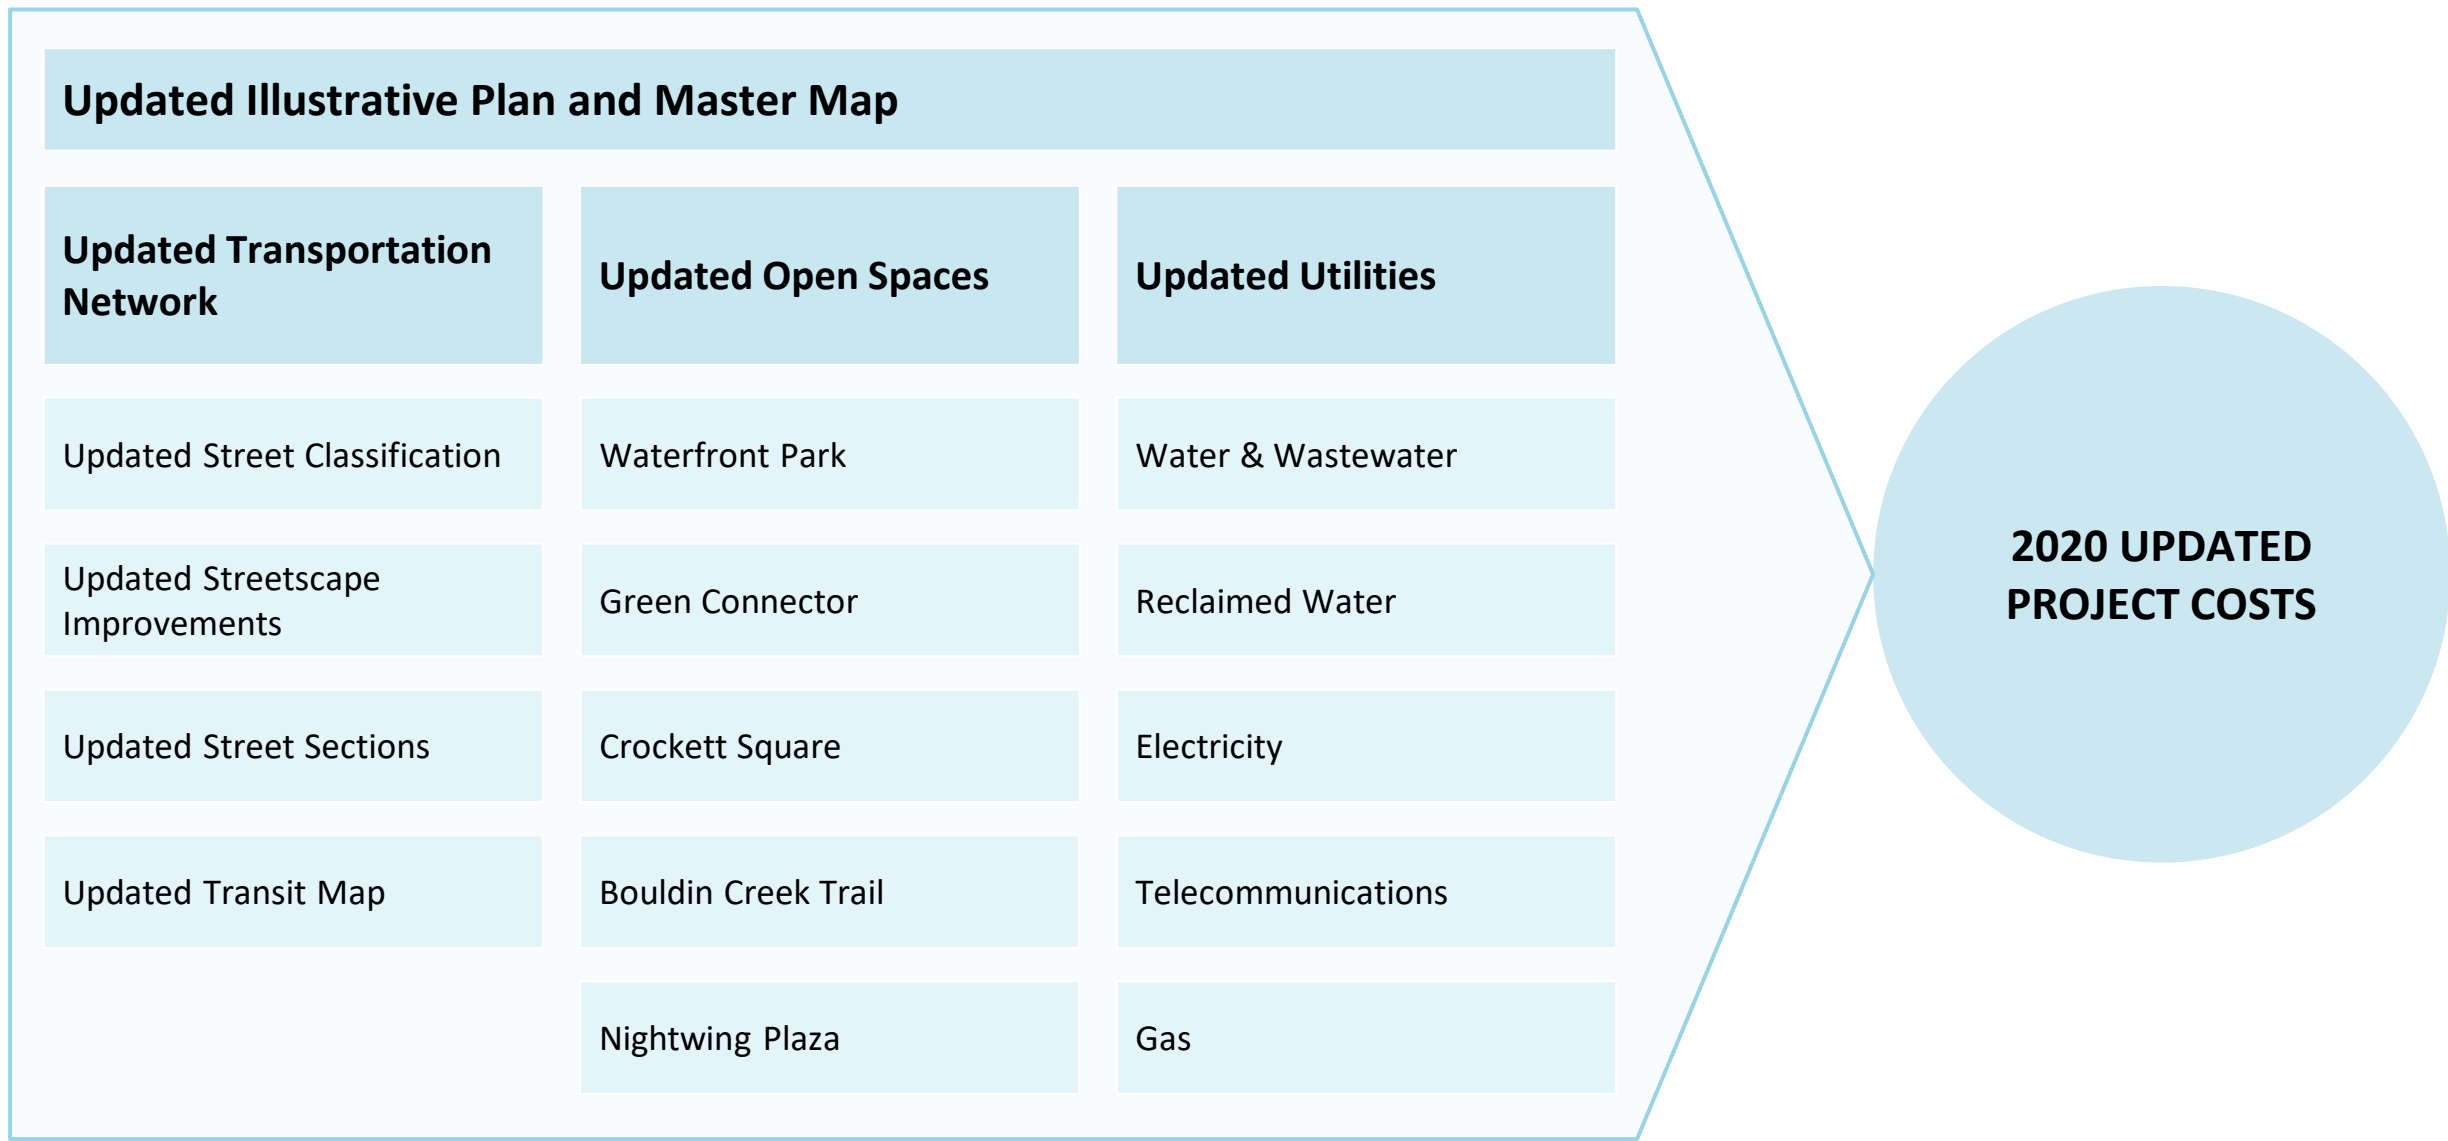 Updated Illustrative Plan and Master Map
Updated Transportation
Network
Updated Street Classification
Updated Streetscape
Improvements
Updated Street Sections
Updated Transit Map
Updated Open Spaces
Waterfront Park
Green Connector
Crockett Square
Bouldin Creek Trail
Nightwing Plaza
Updated Utilities
Water & Wastewater
Reclaimed Water
Electricity
Telecommunications
Gas
2020 UPDATED
PROJECT COSTS